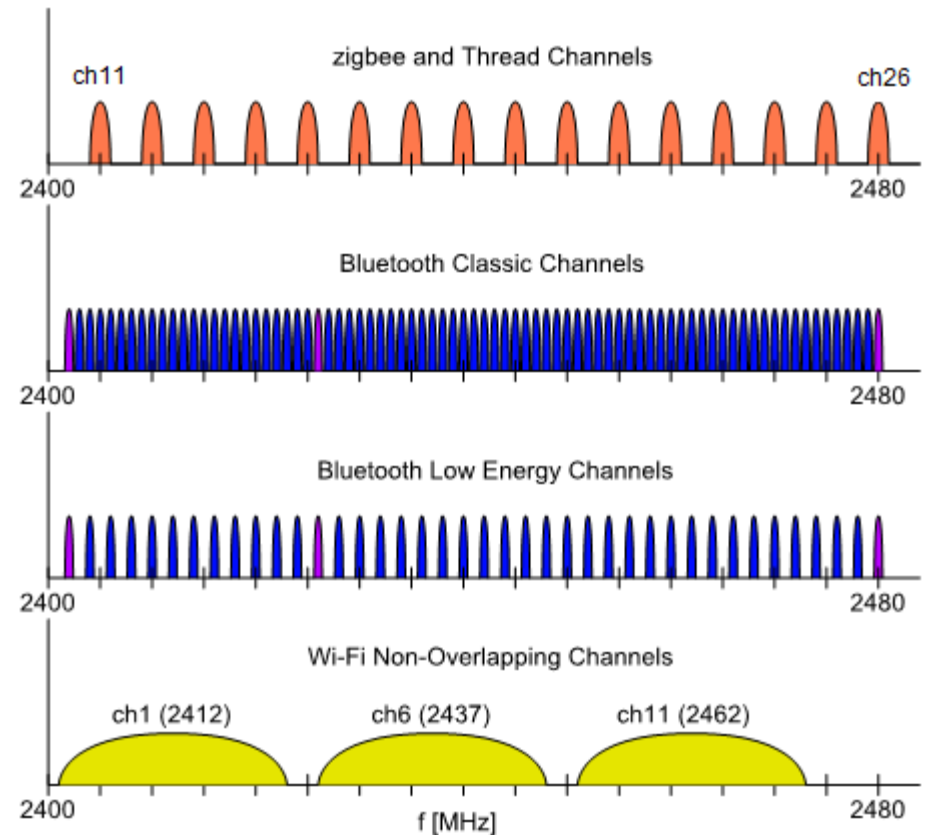 zigbee and Thread Channels
ch11
ch26
2400
2480
Bluetooth Classic Channels
2400
2480
Bluetooth Low Energy Channels
2400
2480
Wi-Fi Non-Overlapping Channels
ch1 (2412)
ch6 (2437)
ch11 (2462)
2400
2480
f [MHz]